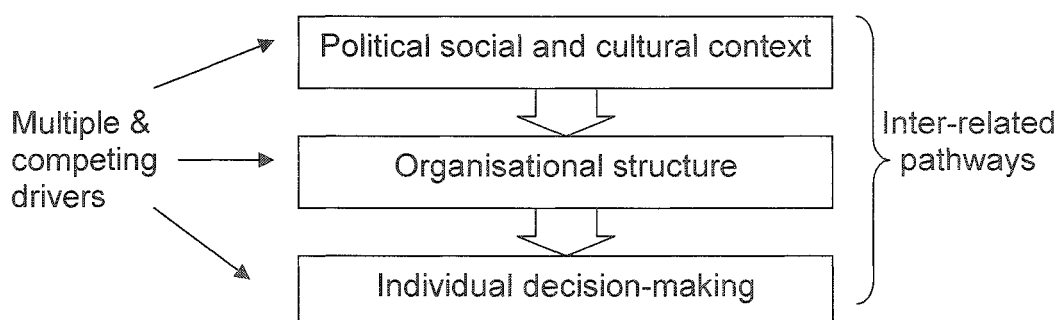 Political social and cultural context
Multiple &
competing
drivers
Organisational structure
Inter-related
pathways
Individual decision-making